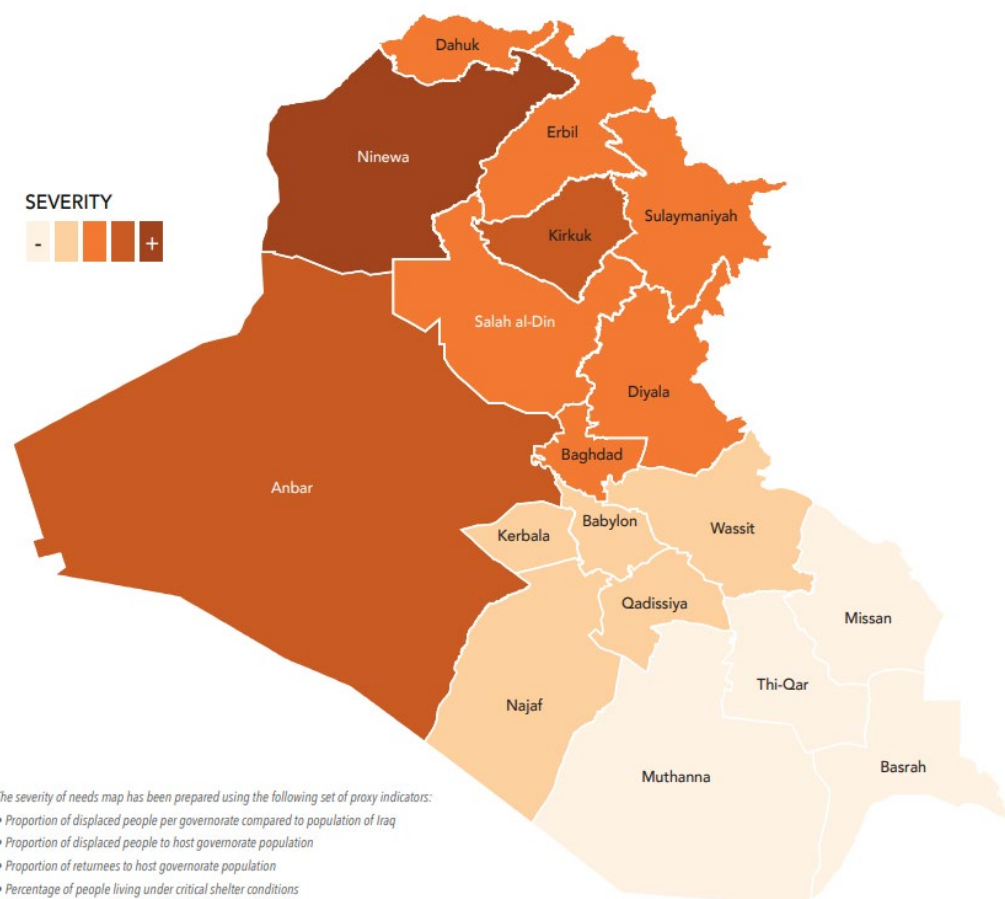 Dahuk
Ninewa
Erbil
SEVERITY
- +
Kirkuk
Sulaymaniyah
Salah al-Din
Diyala
Baghdad
Anbar
Kerbala
Babylon
Wassit
Qadissiya
Missan
Thi-Qar
Najaf
Muthanna
Basrah
he severity of needs map has been prepared using the following set of proxy indicators:
• Proportion of displaced people per governorate compared to population of Iraq
• Proportion of displaced people to host governorate population
• Proportion of returnees to host governorate population
• Percentage of people living under critical shelter conditions